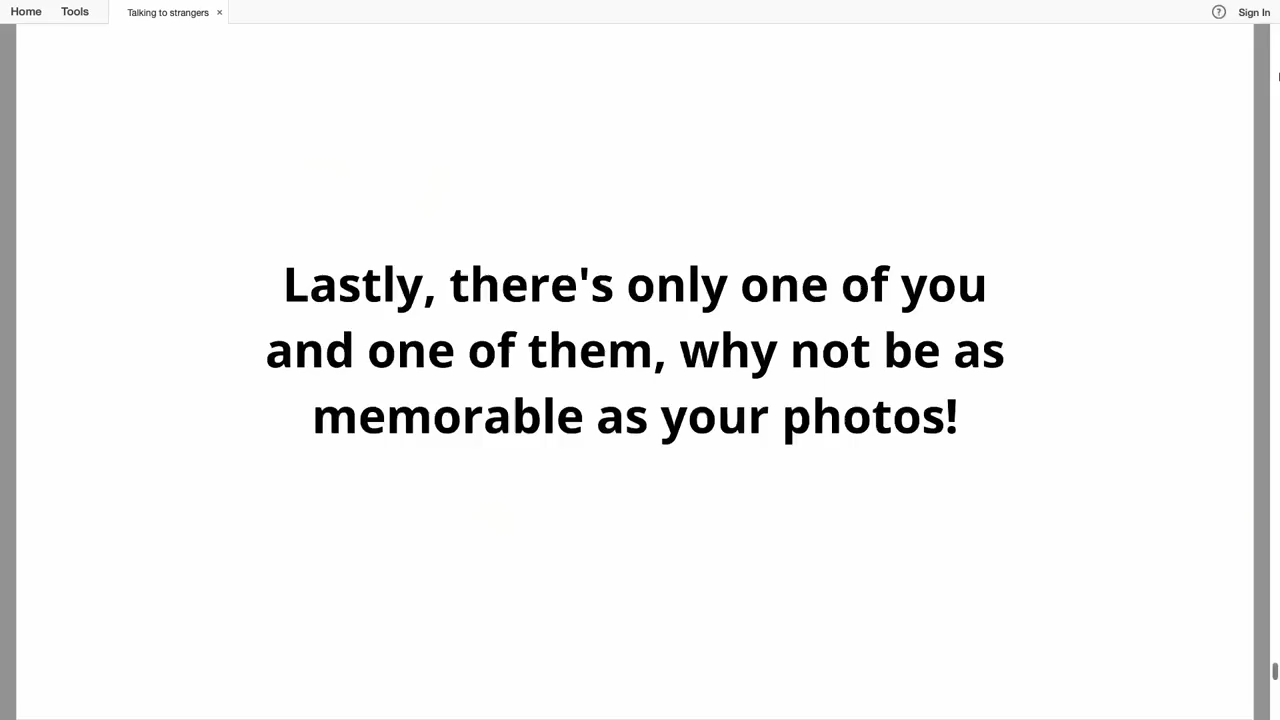 Home Tools Talking to strangers × ? Sign In
Lastly, there's only one of you
and one of them, why not be as
memorable as your photos!